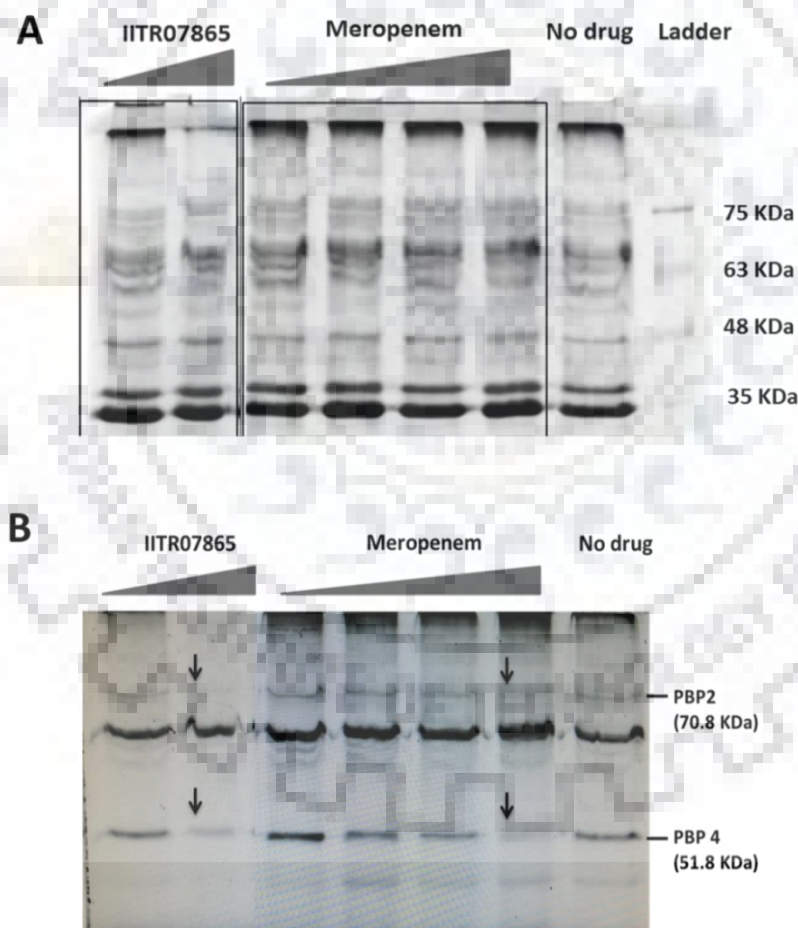 A
IITR07865 Meropenem No drug Ladder
75 KDa
63 KDa
48 KDa
35 KDa
B
IITR07865 Meropenem No drug
PBP2
(70.8 KDa)
PBP 4
(51.8 KDa)